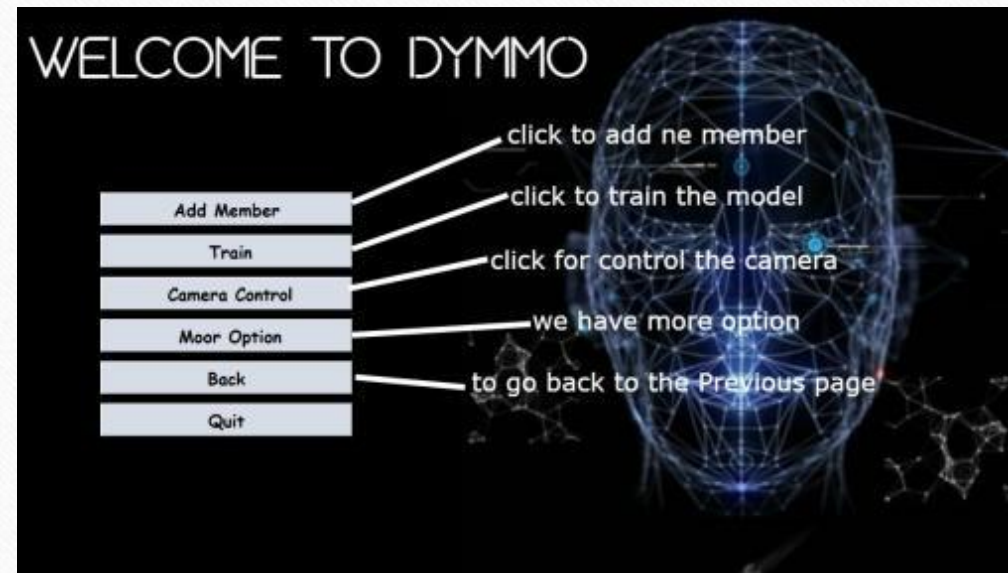 WELCOME TO DYMMO
click to add ne member
Add Member
click to train the model
Train
click for control the camera
Camera Control
we have more option
Moor Option
to go back to the Previous page
Back
Quit